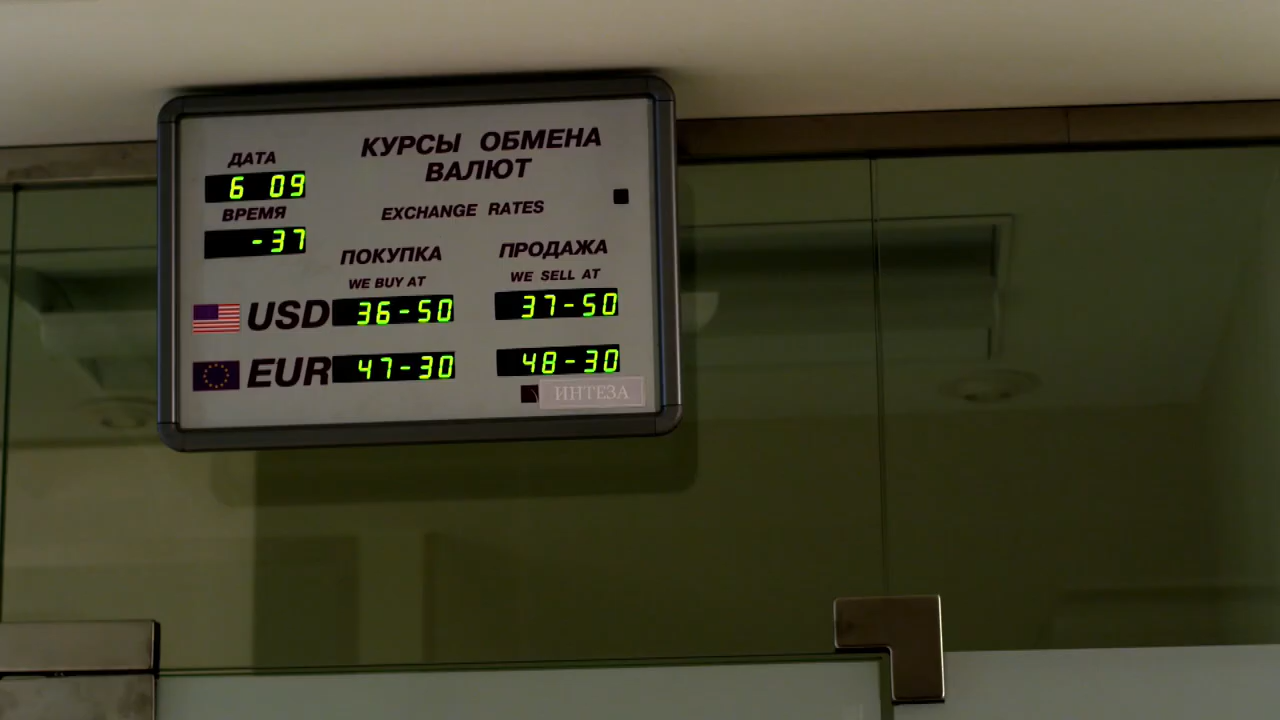 ДАТА
6 09
ВРЕМЯ
-37
КУРСЫ ОБМЕНА
ВАЛЮТ
EXCHANGE RATES
ПОКУПКА ПРОДАЖА
WE BUY AT WE SELL AT
USD 36-50 37-50
EUR 47-30 48-30
ИНТЕЗА